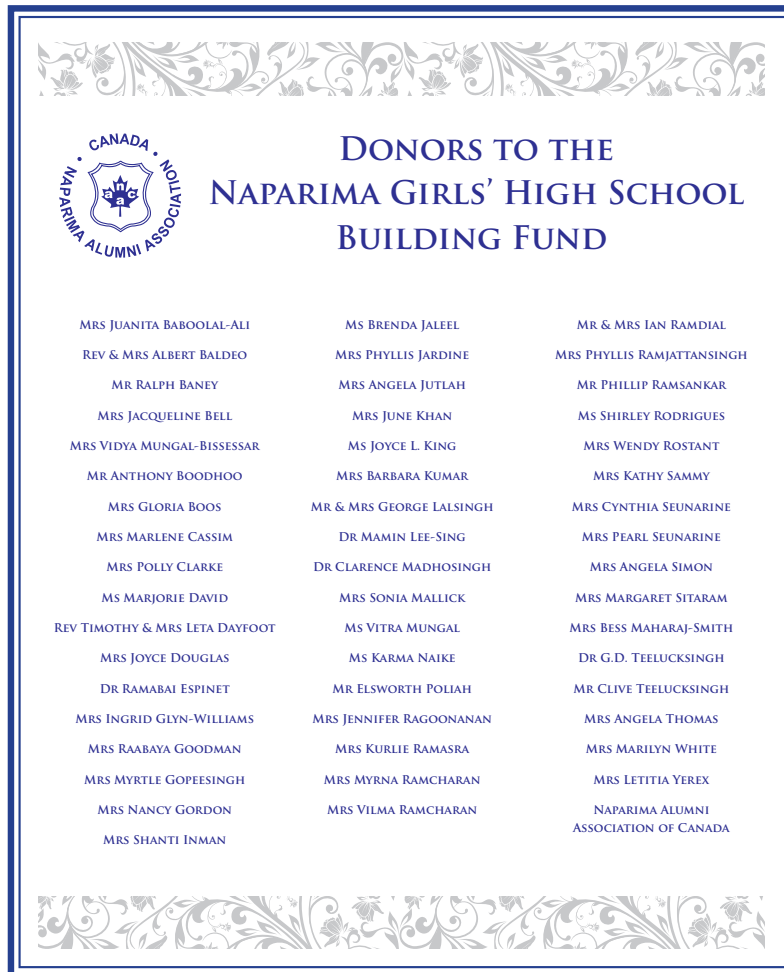 CANADA
NAPARIMA ALUMNI ASSOCIATION
n
a a c
a
DONORS TO THE
NAPARIMA GIRLS’ HIGH SCHOOL
BUILDING FUND
MRS JUANITA BABOOLAL-ALI
REV & MRS ALBERT BALDEO
MR RALPH BANEY
MRS JACQUELINE BELL
MRS VIDYA MUNGAL-BISSESSAR
MR ANTHONY BOODHOO
MRS GLORIA BOOS
MRS MARLENE CASSIM
MRS POLLY CLARKE
MS MARJORIE DAVID
REV TIMOTHY & MRS LETA DAYFOOT
MRS JOYCE DOUGLAS
DR RAMABAI ESPINET
MRS INGRID GLYN-WILLIAMS
MRS RAABAYA GOODMAN
MRS MYRTLE GOPEESINGH
MRS NANCY GORDON
MRS SHANTI INMAN
MS BRENDA JALEEL
MRS PHYLLIS JARDINE
MRS ANGELA JUTLAH
MRS JUNE KHAN
MS JOYCE L. KING
MRS BARBARA KUMAR
MR & MRS GEORGE LALSINGH
DR MAMIN LEE-SING
DR CLARENCE MADHOSINGH
MRS SONIA MALLICK
MS VITRA MUNGAL
MS KARMA NAIKE
MR ELSWORTH POLIAH
MRS JENNIFER RAGOONANAN
MRS KURLIE RAMASRA
MRS MYRNA RAMCHARAN
MRS VILMA RAMCHARAN
MR & MRS IAN RAMDIAL
MRS PHYLLIS RAMJATTANSINGH
MR PHILLIP RAMSANKAR
MS SHIRLEY RODRIGUES
MRS WENDY ROSTANT
MRS KATHY SAMMY
MRS CYNTHIA SEUNARINE
MRS PEARL SEUNARINE
MRS ANGELA SIMON
MRS MARGARET SITARAM
MRS BESS MAHARAJ-SMITH
DR G.D. TEELUCKSINGH
MR CLIVE TEELUCKSINGH
MRS ANGELA THOMAS
MRS MARILYN WHITE
MRS LETITIA YEREX
NAPARIMA ALUMNI
ASSOCIATION OF CANADA